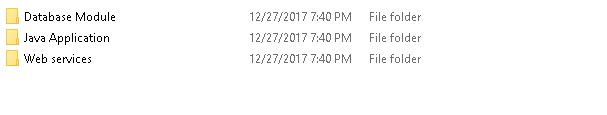 Database Module 12/27/2017 7:40 PM File folder
Java Application 12/27/2017 7:40 PM File folder
Web services 12/27/2017 7:40 PM File folder